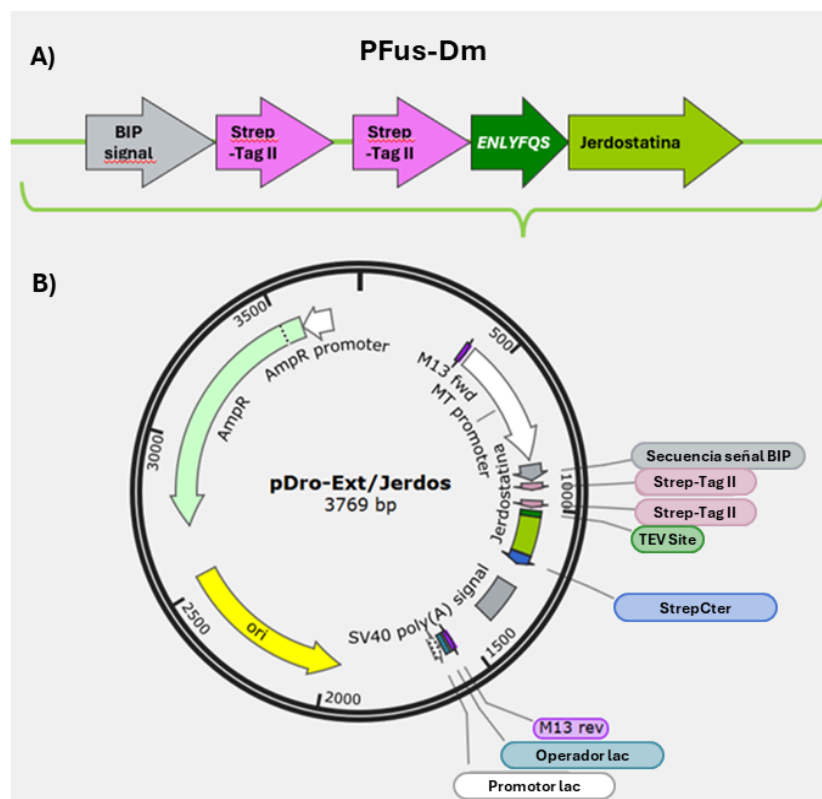 A)
PFus-Dm
BIP
signal
Strep
-Tag II
Strep
-Tag II
ENLYFQS
Jerdostatina
B)
3500
AmpR promoter
500
M13 fwd
MT promoter
AmpR
3000
pDro-Ext/Jerdos
3769 bp
Jerdostatina
1000
Secuencia señal BIP
Strep-Tag II
Strep-Tag II
TEV Site
StrepCter
SV40 poly(A) signal
2500
ori
1500
2000
M13 rev
Operador lac
Promotor lac